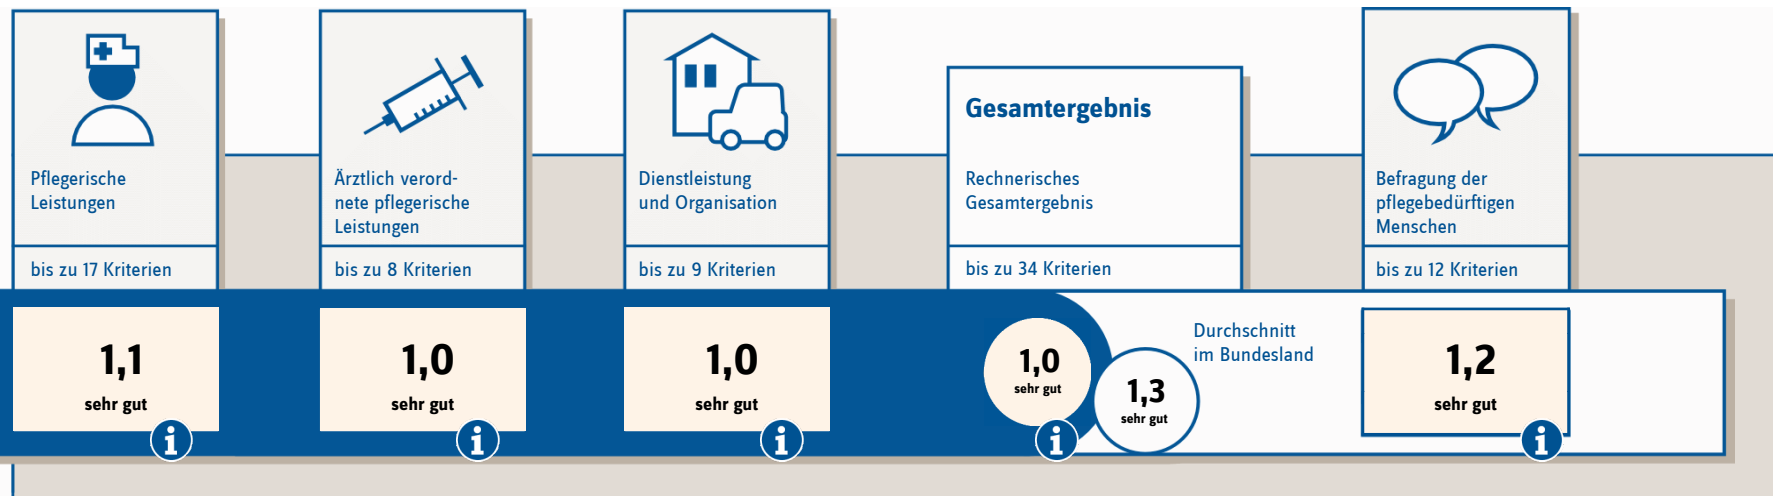 Pflegerische
Leistungen
bis zu 17 Kriterien
1,1
sehr gut
i
Ärztlich verord-
nete pflegerische
Leistungen
bis zu 8 Kriterien
1,0
sehr gut
i
Dienstleistung
und Organisation
bis zu 9 Kriterien
1,0
sehr gut
i
Gesamtergebnis
Rechnerisches
Gesamtergebnis
bis zu 34 Kriterien
1,0
sehr gut
i
1,3
sehr gut
Durchschnitt
im Bundesland
Befragung der
pflegebedürftigen
Menschen
bis zu 12 Kriterien
1,2
sehr gut
i